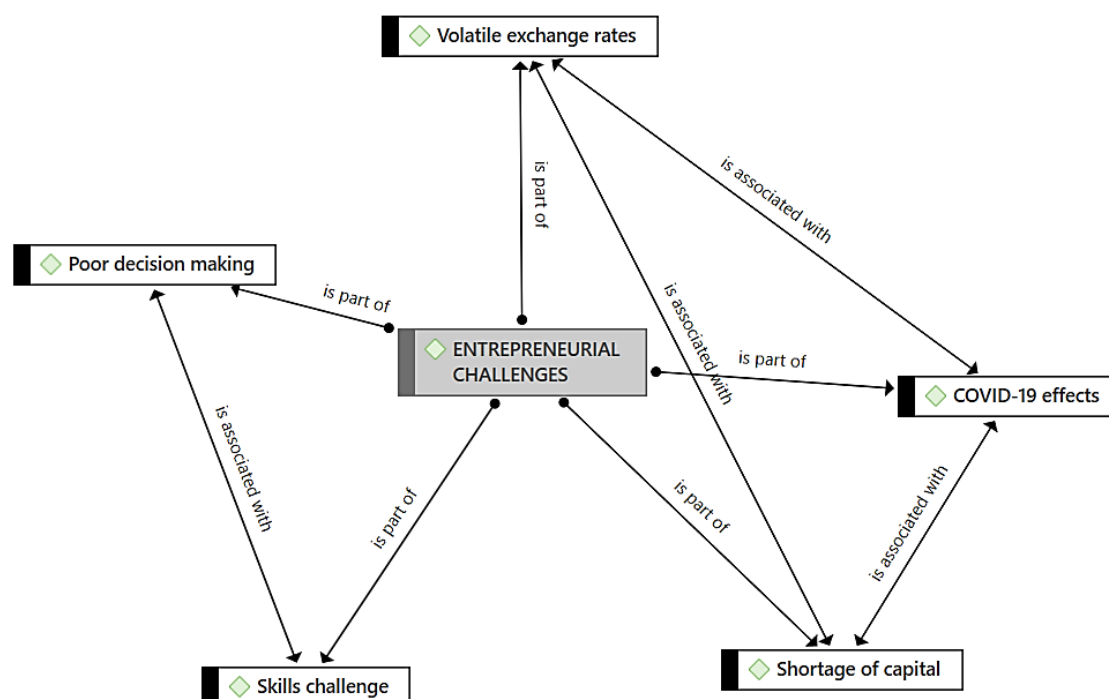 Volatile exchange rates
is part of
is associated with
Poor decision making
is part of
is associated with
ENTREPRENEURIAL
CHALLENGES
is part of
COVID-19 effects
is associated with
is part of
is part of
is associated with
Shortage of capital
Skills challenge